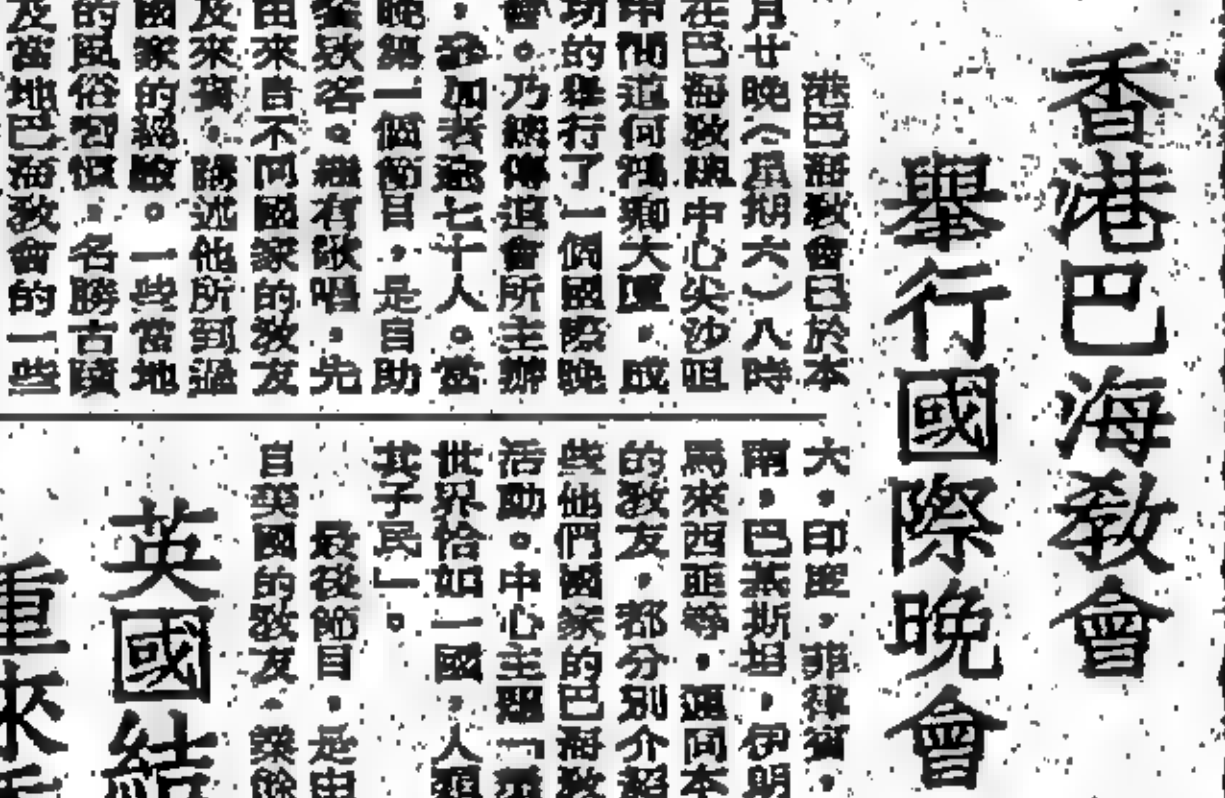 香港巴海教會
舉行國際晚會
港巴海教會已於本
月廿晚（星期六）八時
在巴海教 中心尖沙咀
中間道何鴻卿大廈，成
功的舉行了一個國際晚
會。乃 傳道會所主辦
，參加者逾七十人。當
晚第一個節目，是自助
餐 客。繼有歌唱，先
由來自不同國家的教友
及來賓，講述他所到過
國家的經驗。一些當地
的風俗習慣，名勝古蹟
及當地巴海教會的一些
大，印度，菲律賓，
蘭，巴基斯坦，伊朗
馬來西亞等，連同本
的教友，都分別介紹
些他們國家的巴海教
活動。中心主題「
世界恰如一國，人類
其子民」。
最後節目，是由
自英國的教友，樂
英國結
重來